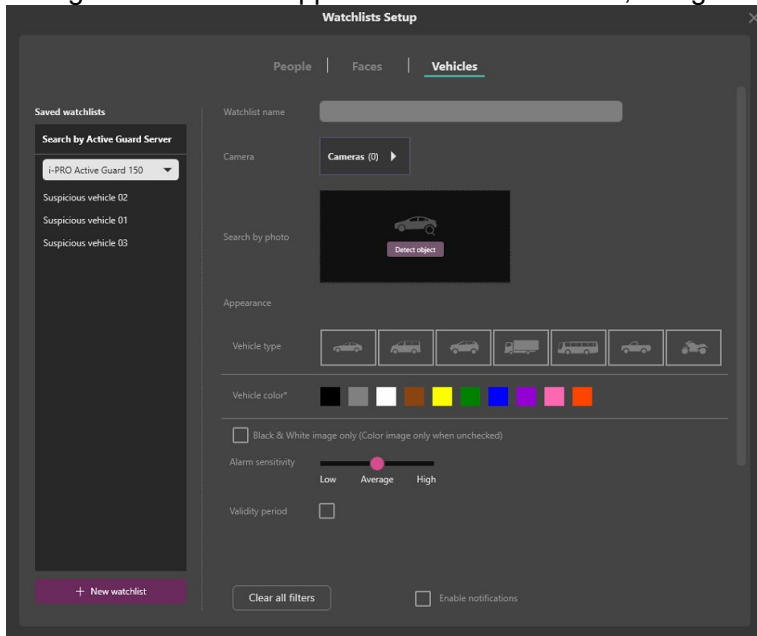 Watchlists Setup
People | Faces | Vehicles
Saved watchlists
Search by Active Guard Server
i-PRO Active Guard 150
Suspicious vehicle 02
Suspicious vehicle 01
Suspicious vehicle 03
+ New watchlist
Watchlist name
Camera
Cameras (0)
Search by photo
Detect object
Appearance
Vehicle type
Vehicle color*
Black & White image only (Color image only when unchecked)
Alarm sensitivity
Low Average High
Validity period
Clear all filters
Enable notifications